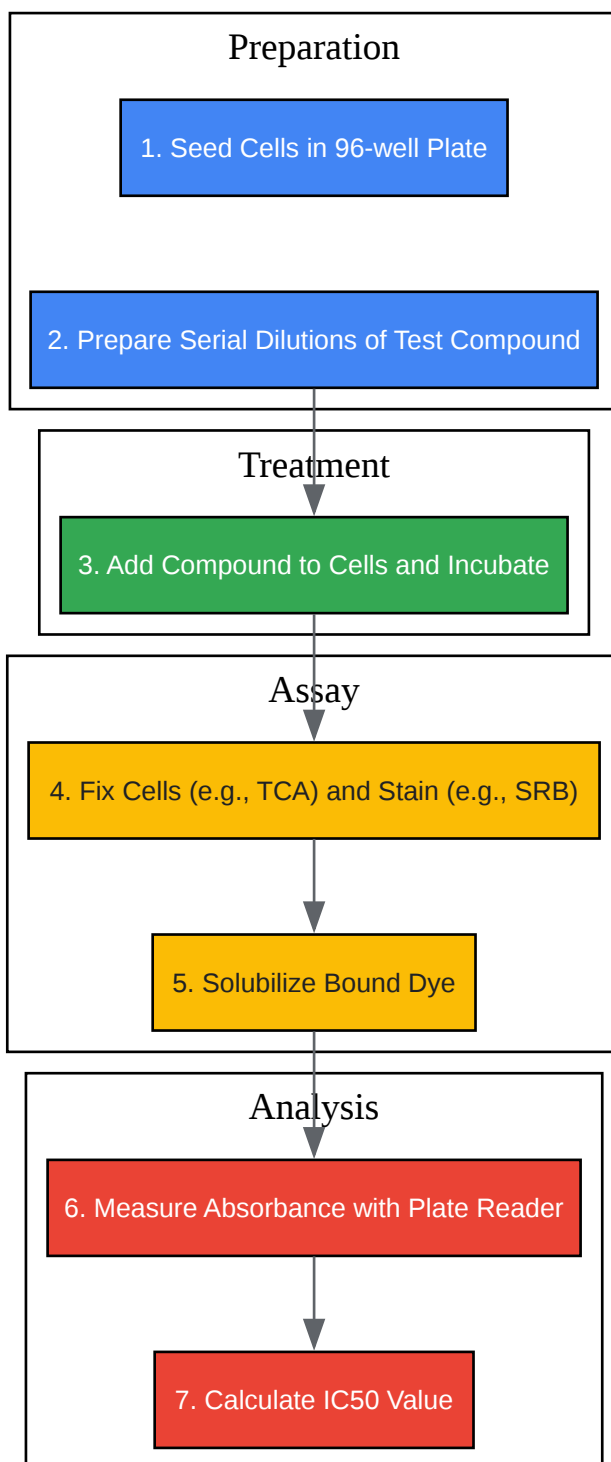 Preparation
1. Seed Cells in 96-well Plate
2. Prepare Serial Dilutions of Test Compound
Treatment
3. Add Compound to Cells and Incubate
Assay
4. Fix Cells (e.g., TCA) and Stain (e.g., SRB)
5. Solubilize Bound Dye
Analysis
6. Measure Absorbance with Plate Reader
7. Calculate IC50 Value